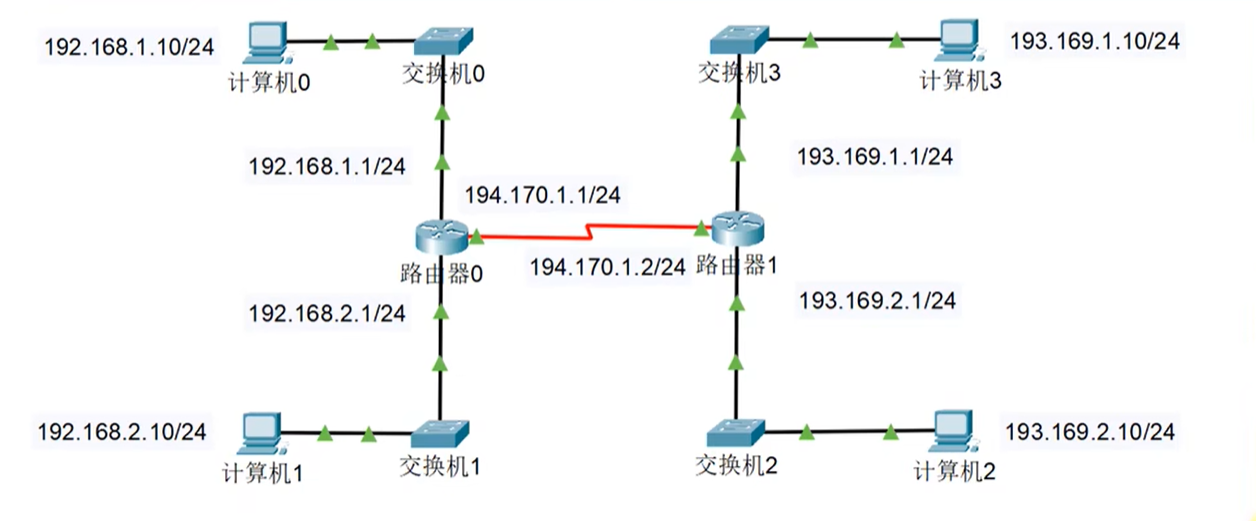 192.168.1.10/24
计算机0
交换机0
交换机3
计算机3
193.169.1.10/24
192.168.1.1/24
193.169.1.1/24
194.170.1.1/24
路由器0
194.170.1.2/24
路由器1
192.168.2.1/24
193.169.2.1/24
192.168.2.10/24
计算机1
交换机1
交换机2
计算机2
193.169.2.10/24